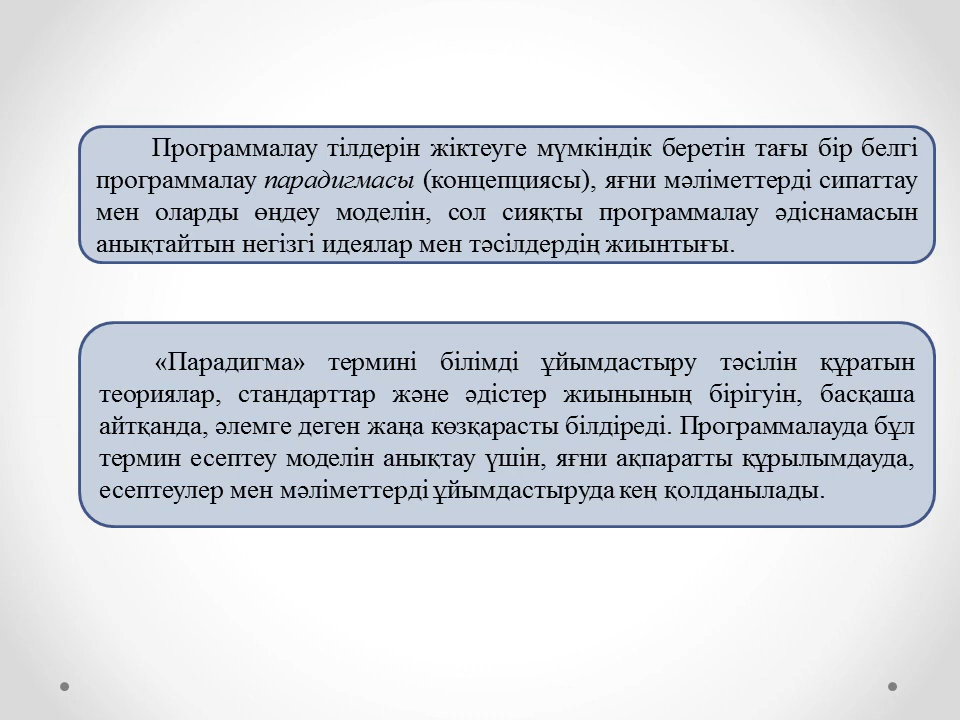 Программалау тілдерін жіктеуге мүмкіндік беретін тағы бір белгі
программалау парадигмасы (концепциясы), яғни мәліметтерді сипаттау
мен оларды өңдеу моделін, сол сияқты программалау әдіснамасын
анықтайтын негізгі идеялар мен тәсілдердің жиынтығы.
«Парадигма» термині білімді ұйымдастыру тәсілін құратын
теориялар, стандарттар және әдістер жиынының бірігуін, басқаша
айтқанда, әлемге деген жаңа көзқарасты білдіреді. Программалауда бұл
термин есептеу моделін анықтау үшін, яғни ақпаратты құрылымдауда,
есептеулер мен мәліметтерді ұйымдастыруда кең қолданылады.